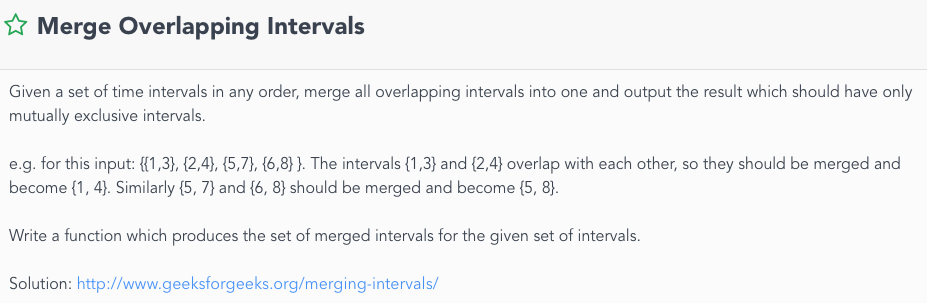 Merge Overlapping Intervals
Given a set of time intervals in any order, merge all overlapping intervals into one and output the result which should have only
mutually exclusive intervals.
e.g. for this input: {{1,3}, {2,4}, {5,7}, {6,8} }. The intervals {1,3} and {2,4} overlap with each other, so they should be merged and
become {1, 4}. Similarly {5, 7} and {6, 8} should be merged and become {5, 8}.
Write a function which produces the set of merged intervals for the given set of intervals.
Solution: http://www.geeksforgeeks.org/merging-intervals/